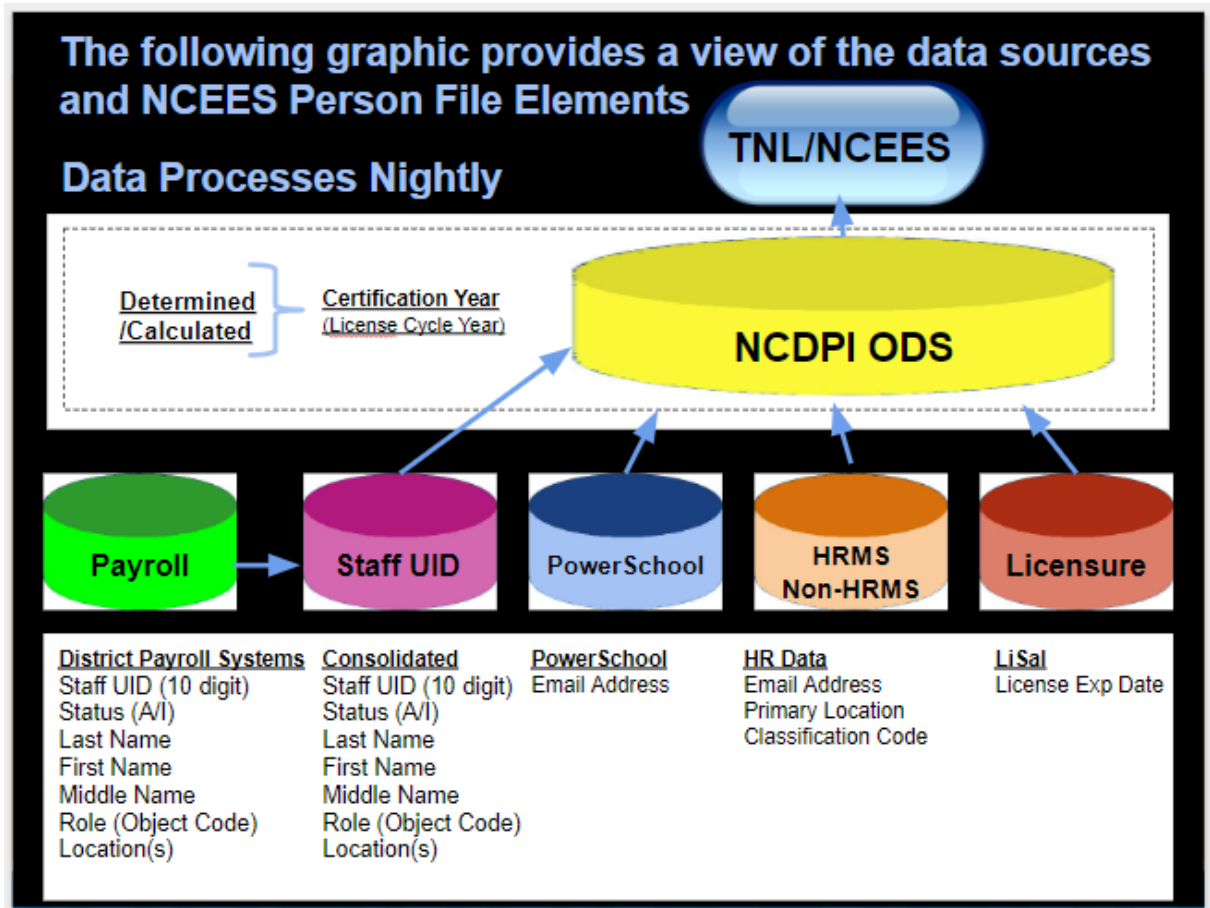 The following graphic provides a view of the data sources
and NCEES Person File Elements
TNL/NCEES
Data Processes Nightly
Determined
/Calculated
Certification Year
(License Cycle Year)
NCDPI ODS
Payroll
Staff UID
PowerSchool
HRMS
Non-HRMS
Licensure
District Payroll Systems
Staff UID (10 digit)
Status (A/I)
Last Name
First Name
Middle Name
Role (Object Code)
Location(s)
Consolidated
Staff UID (10 digit)
Status (A/I)
Last Name
First Name
Middle Name
Role (Object Code)
Location(s)
PowerSchool
Email Address
HR Data
Email Address
Primary Location
Classification Code
LiSal
License Exp Date